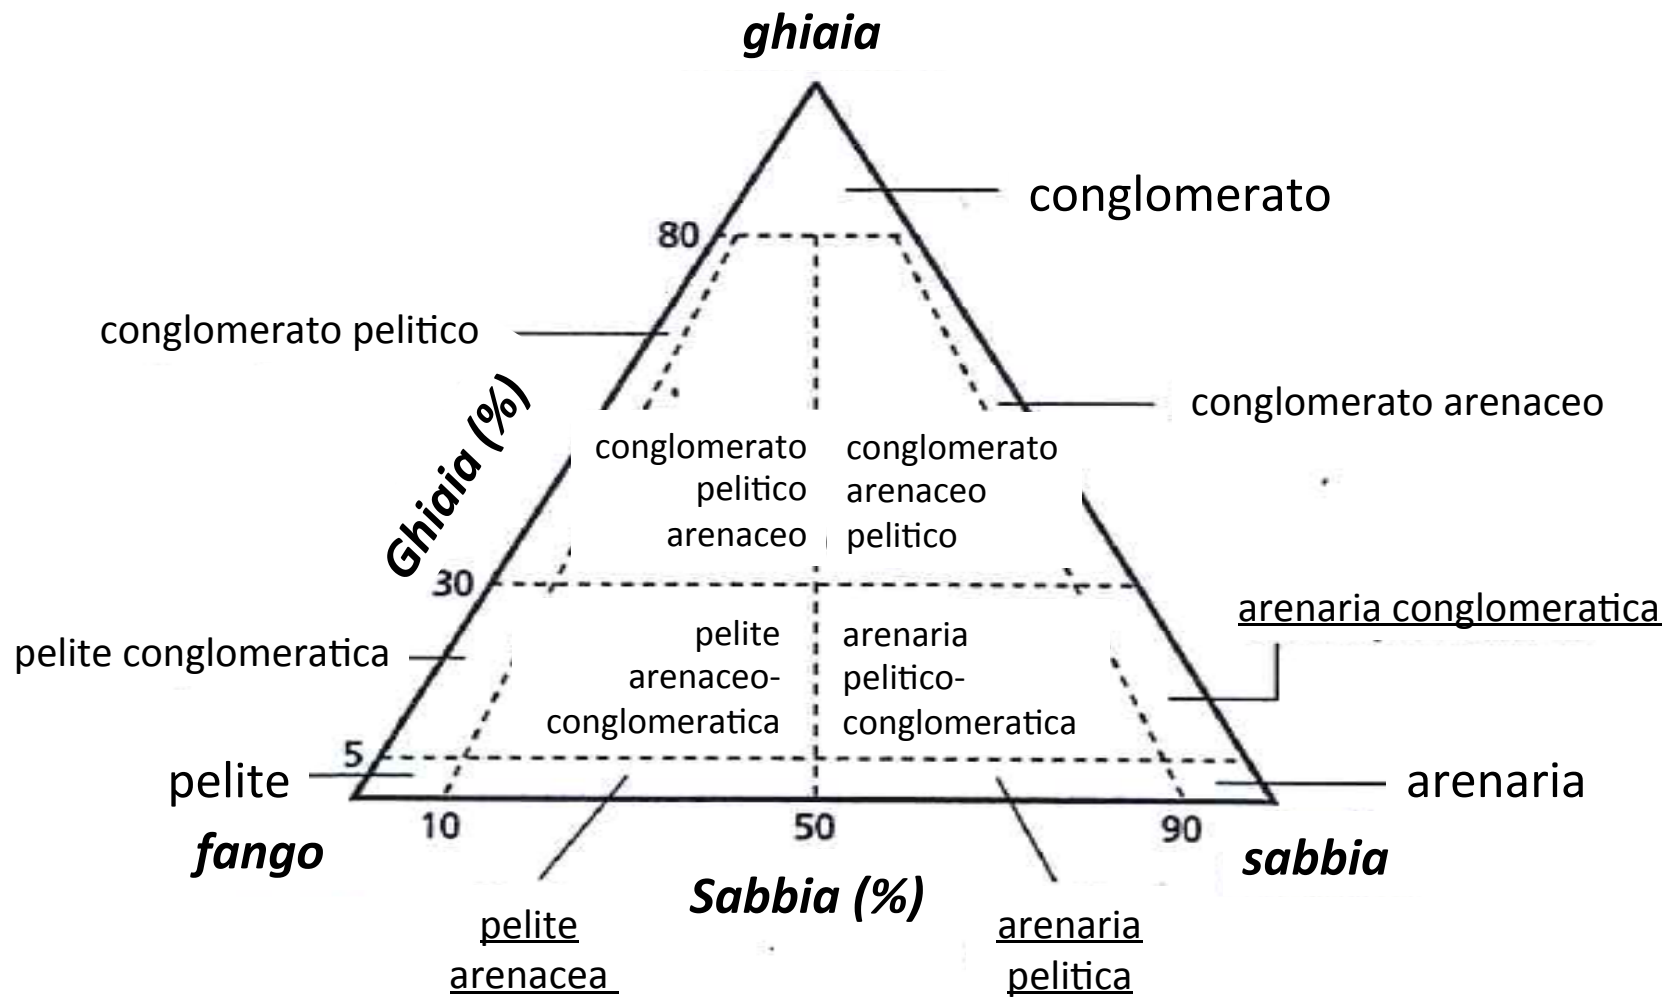 ghiaia
conglomerato
80
conglomerato pelitico
conglomerato arenaceo
Ghiaia (%)
conglomerato
pelitico
arenaceo
conglomerato
arenaceo
pelitico
30
arenaria conglomeratica
pelite conglomeratica
pelite
arenaceo-
conglomeratica
arenaria
pelitico-
conglomeratica
5
pelite
arenaria
10
50
90
fango
sabbia
Sabbia (%)
pelite
arenacea
arenaria
pelitica